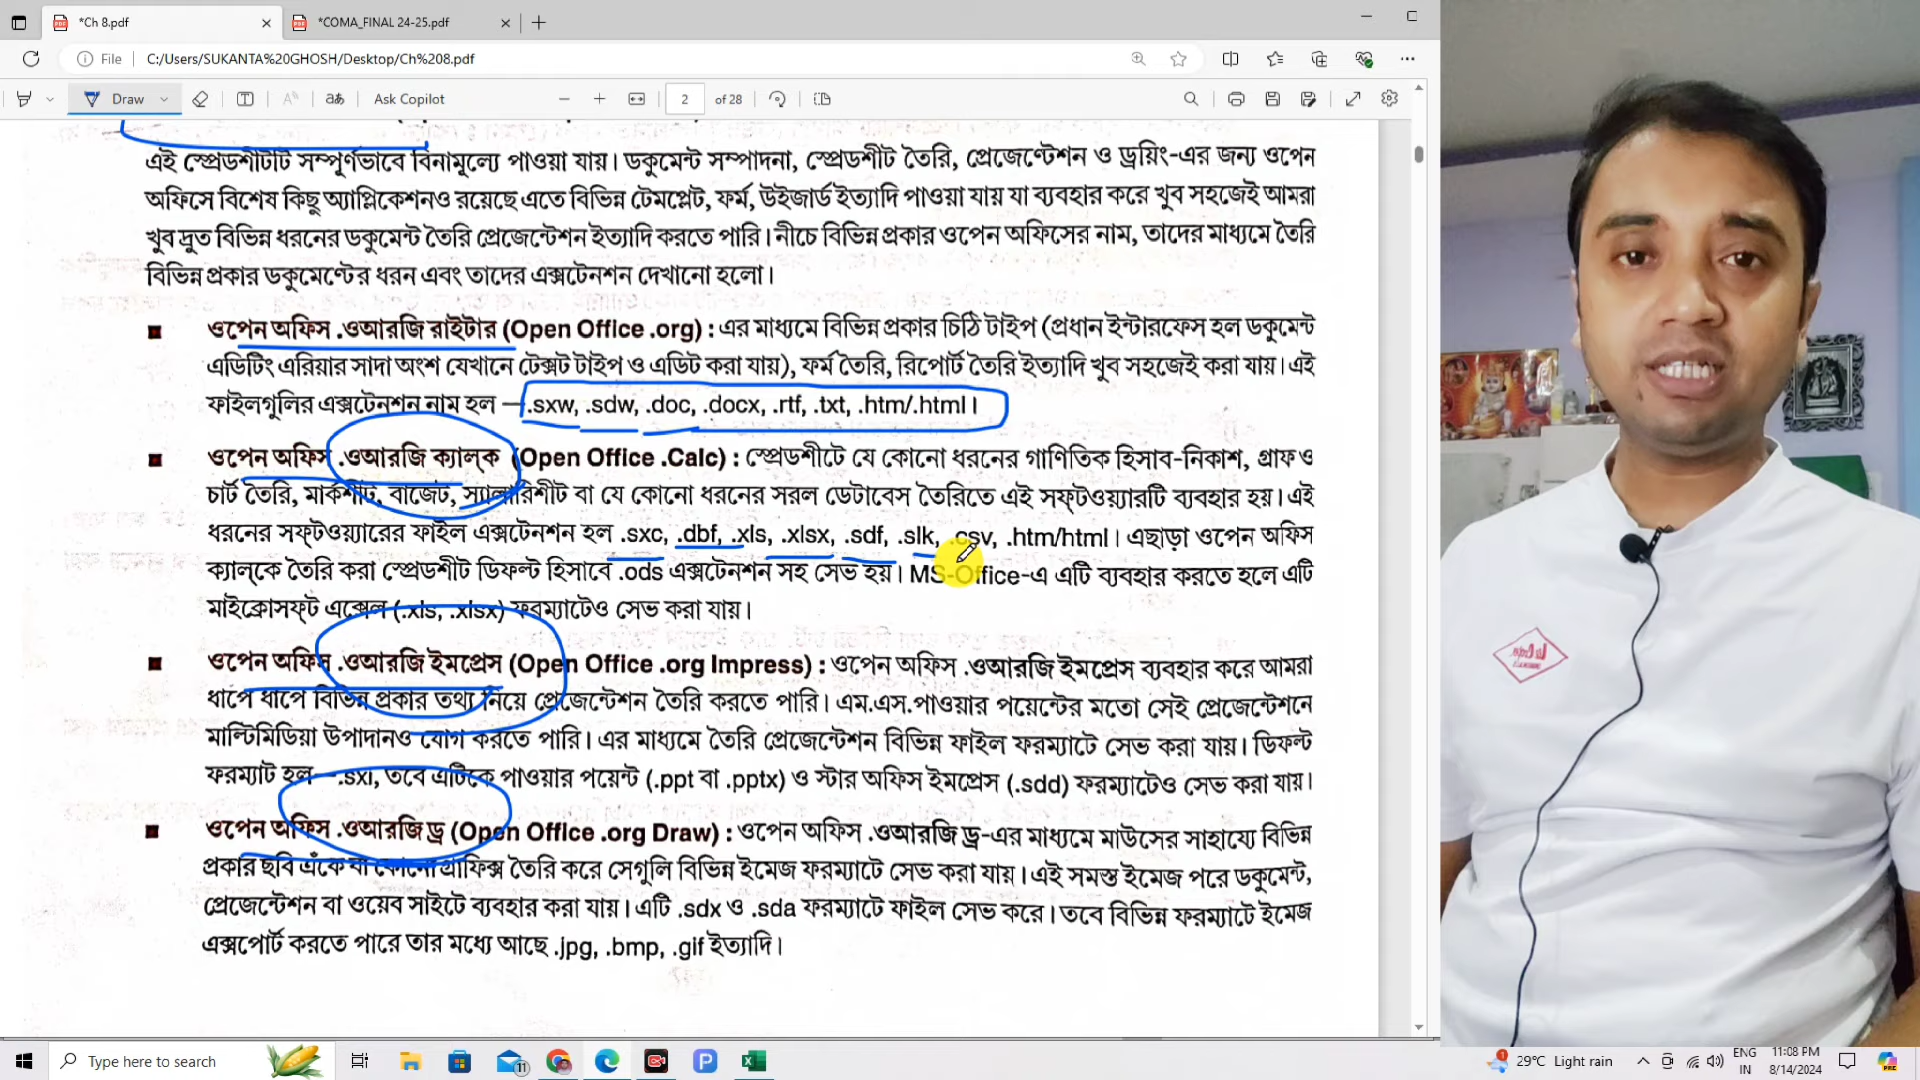 *Ch 8.pdf
*COMA_FINAL 24-25.pdf
File C:/Users/SUKANTA%20GHOSH/Desktop/Ch%208.pdf
Draw
Ask Copilot
2 of 28
এই স্প্রেডশীটটি সম্পূর্ণভাবে বিনামূল্যে পাওয়া যায়। ডকুমেন্ট সম্পাদনা, স্প্রেডশীট তৈরি, প্রেজেন্টেশন ও ড্রয়িং-এর জন্য ওপেন
অফিসে বিশেষ কিছু অ্যাপ্লিকেশনও রয়েছে এতে বিভিন্ন টেমপ্লেট, ফর্ম, উইজার্ড ইত্যাদি পাওয়া যায় যা ব্যবহার করে খুব সহজেই আমরা
খুব দ্রুত বিভিন্ন ধরনের ডকুমেন্ট তৈরি প্রেজেন্টেশন ইত্যাদি করতে পারি। নীচে বিভিন্ন প্রকার ওপেন অফিসের নাম, তাদের মাধ্যমে তৈরি
বিভিন্ন প্রকার ডকুমেন্টের ধরন এবং তাদের এক্সটেনশন দেখানো হলো।
■ ওপেন অফিস .ওআরজি রাইটার (Open Office .org) : এর মাধ্যমে বিভিন্ন প্রকার চিঠি টাইপ (প্রধান ইন্টারফেস হল ডকুমেন্ট
এডিটিং এরিয়ার সাদা অংশ যেখানে টেক্সট টাইপ ও এডিট করা যায়), ফর্ম তৈরি, রিপোর্ট তৈরি ইত্যাদি খুব সহজেই করা যায়। এই
ফাইলগুলির এক্সটেনশন নাম হল — .sxw, .sdw, .doc, .docx, .rtf, .txt, .htm/.html।
■ ওপেন অফিস .ওআরজি ক্যাল্‌ক (Open Office .Calc) : স্প্রেডশীটে যে কোনো ধরনের গাণিতিক হিসাব-নিকাশ, গ্রাফ ও
চার্ট তৈরি, মার্কশীট, বাজেট, স্যালারিশীট বা যে কোনো ধরনের সরল ডেটাবেস তৈরিতে এই সফ্‌টওয়্যারটি ব্যবহার হয়। এই
ধরনের সফ্‌টওয়্যারের ফাইল এক্সটেনশন হল .sxc, .dbf, .xls, .xlsx, .sdf, .slk, .csv, .htm/html। এছাড়া ওপেন অফিস
ক্যাল্‌কে তৈরি করা স্প্রেডশীট ডিফল্ট হিসাবে .ods এক্সটেনশন সহ সেভ হয়। MS-Office-এ এটি ব্যবহার করতে হলে এটি
মাইক্রোসফ্‌ট এক্সেল (.xls, .xlsx) ফরম্যাটেও সেভ করা যায়।
■ ওপেন অফিস .ওআরজি ইমপ্রেস (Open Office .org Impress) : ওপেন অফিস .ওআরজি ইমপ্রেস ব্যবহার করে আমরা
ধাপে ধাপে বিভিন্ন প্রকার তথ্য নিয়ে প্রেজেন্টেশন তৈরি করতে পারি। এম.এস.পাওয়ার পয়েন্টের মতো সেই প্রেজেন্টেশনে
মাল্টিমিডিয়া উপাদানও যোগ করতে পারি। এর মাধ্যমে তৈরি প্রেজেন্টেশন বিভিন্ন ফাইল ফরম্যাটে সেভ করা যায়। ডিফল্ট
ফরম্যাট হল— .sxi, তবে এটিকে পাওয়ার পয়েন্ট (.ppt বা .pptx) ও স্টার অফিস ইমপ্রেস (.sdd) ফরম্যাটেও সেভ করা যায়।
■ ওপেন অফিস .ওআরজি ড্র (Open Office .org Draw) : ওপেন অফিস .ওআরজি ড্র-এর মাধ্যমে মাউসের সাহায্যে বিভিন্ন
প্রকার ছবি এঁকে বা কোনো গ্রাফিক্স তৈরি করে সেগুলি বিভিন্ন ইমেজ ফরম্যাটে সেভ করা যায়। এই সমস্ত ইমেজ পরে ডকুমেন্ট,
প্রেজেন্টেশন বা ওয়েব সাইটে ব্যবহার করা যায়। এটি .sdx ও .sda ফরম্যাটে ফাইল সেভ করে। তবে বিভিন্ন ফরম্যাটে ইমেজ
এক্সপোর্ট করতে পারে তার মধ্যে আছে .jpg, .bmp, .gif ইত্যাদি।
Type here to search
11
1
29°C Light rain
ENG
IN
11:08 PM
8/14/2024